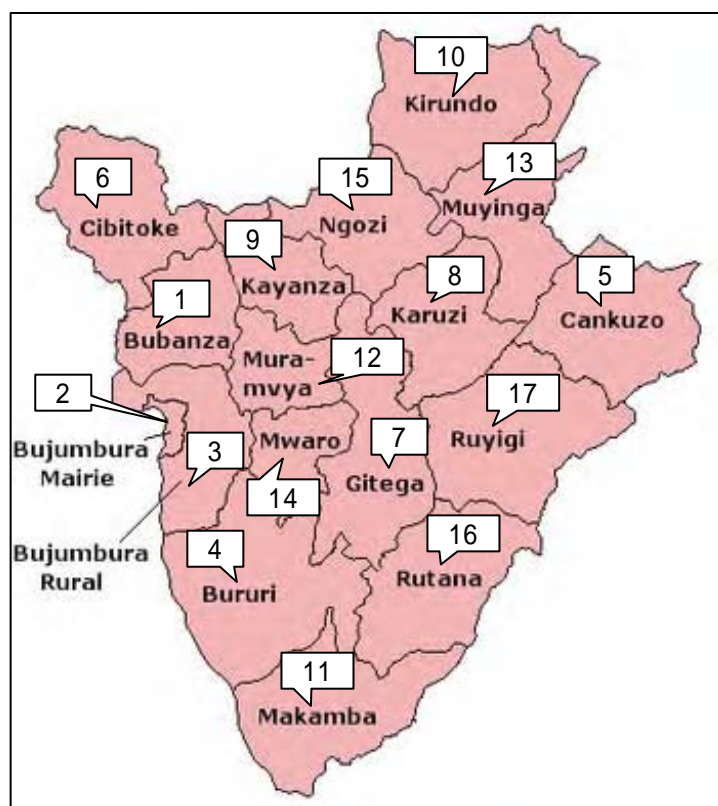 10
Kirundo
13
Muyinga
6
Cibitoke
15
Ngozi
9
Kayanza
8
Karuzi
5
Cankuzo
1
Bubanza
12
Mura-
mvya
2
Bujumbura
Mairie
17
Ruyigi
3
Mwaro
14
7
Gitega
Bujumbura
Rural
4
Bururi
16
Rutana
11
Makamba